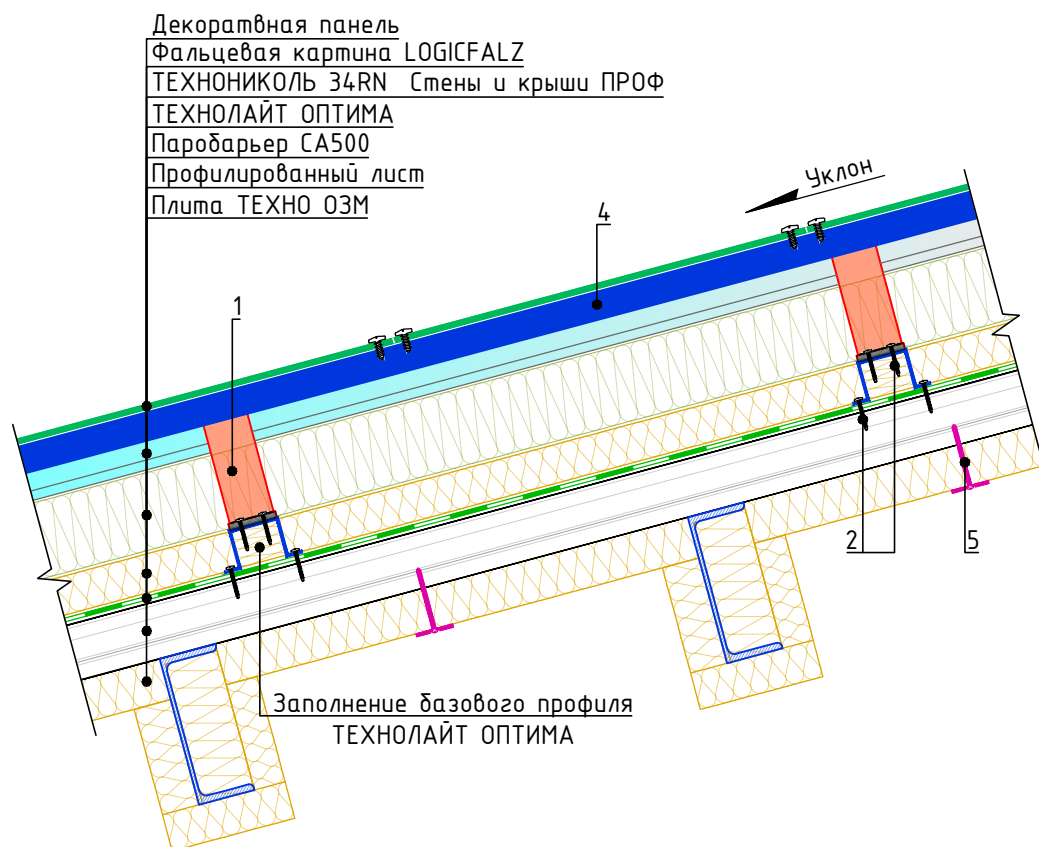 Декоратвная панель
Фальцевая картина LOGICFALZ
ТЕХНОНИКОЛЬ 34RN Стены и крыши ПРОФ
ТЕХНОЛАЙТ ОПТИМА
Паробарьер СА500
Профилированный лист
Плита ТЕХНО ОЗМ
Уклон
4
1
2
5
Заполнение базового профиля
ТЕХНОЛАЙТ ОПТИМА